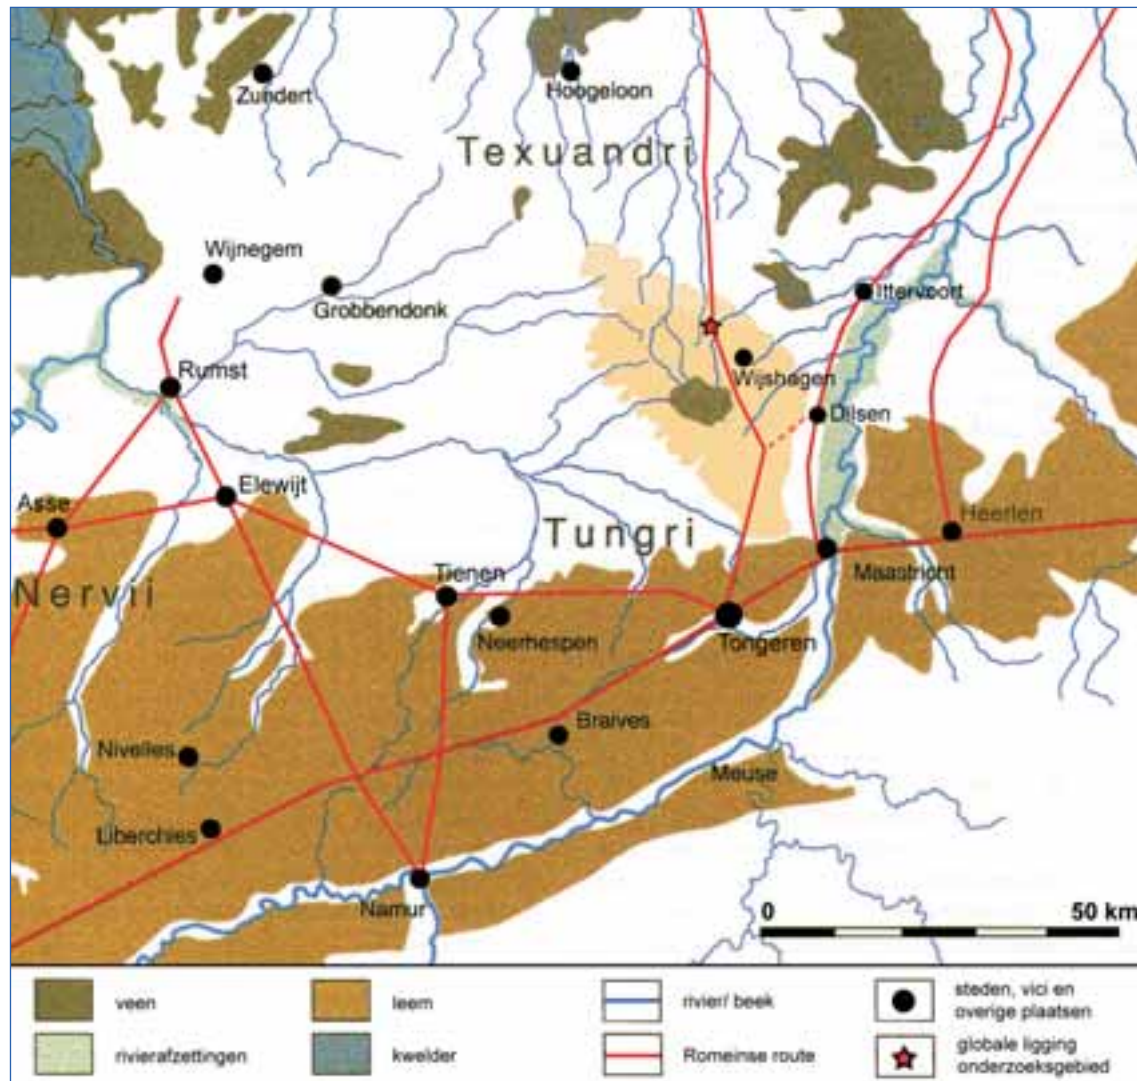 Zundert
Hoogeloon
Texuandri
Wijnegem
Grobbendonk
Ittervoort
Rumst
Wijshagen
Dilsen
Asse
Elewijt
Heerlen
Tungri
Maastricht
Nervii
Tienen
Neerhespen
Tongeren
Braives
Nivelles
Meuse
Liberchies
Namur
0 50 km
veen
leem
rivier/ beek
steden, vici en
overige plaatsen
rivierafzettingen
kwelder
Romeinse route
globale ligging
onderzoeksgebied